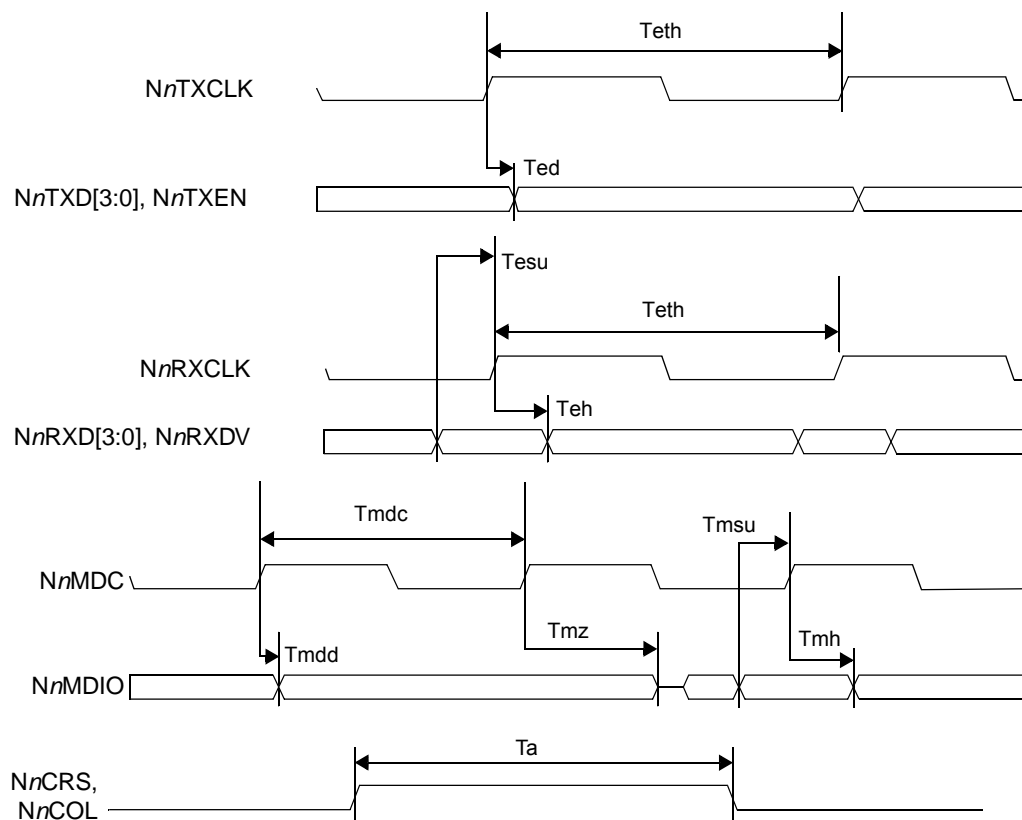 Teth
NnTXCLK
Ted
NnTXD[3:0], NnTXEN
Tesu
Teth
NnRXCLK
Teh
NnRXD[3:0], NnRXDV
Tmdc
Tmsu
NnMDC
Tmdd
Tmz
Tmh
NnMDIO
Ta
NnCRS,
NnCOL